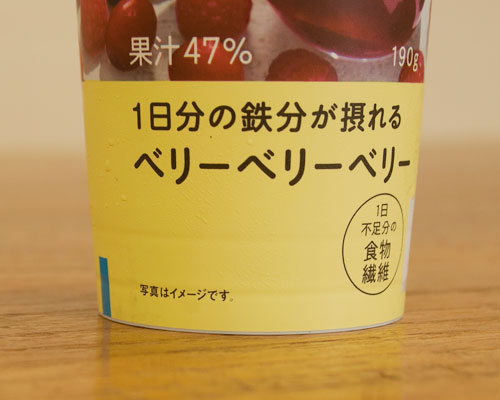 果汁47%
190g
1日分の鉄分が摂れる
ベリーベリーベリー
1日
不足分の
食物
繊維
写真はイメージです。